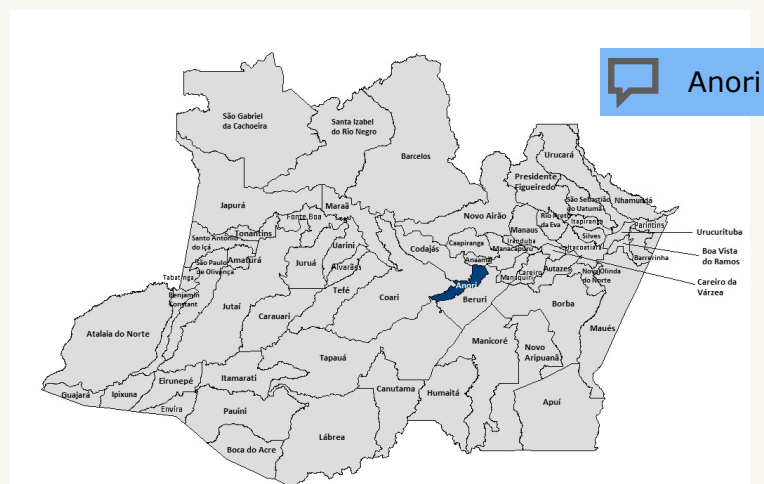 Anori
São Gabriel
da Cachoeira
Santa Izabel
do Rio Negro
Barcelos
Urucará
Presidente
Figueiredo
São Sebastião
do Uatumã
Nhamundá
Japurá
Maraã
Fonte Boa
Novo Airão
Rio Preto
da Eva
Itapiranga
Parintins
Urucurituba
Tonantins
Santo Antônio
do Içá
Manaus
Silves
Codajás
Caapiranga
Iranduba
Manacapuru
Itacoatiara
Boa Vista
do Ramos
Barreirinha
Uarini
Amaturá
São Paulo
de Olivença
Juruá
Alvarães
Anamã
Autazes
Careiro
Manaquiri
Nova Olinda
do Norte
Careiro da
Várzea
Tabatinga
Benjamin
Constant
Tefé
Coari
Anori
Beruri
Borba
Jutaí
Carauari
Maués
Atalaia do Norte
Manicoré
Novo
Aripuanã
Tapauá
Eirunepé
Itamarati
Canutama
Humaitá
Guajará
Ipixuna
Envira
Pauini
Apuí
Boca do Acre
Lábrea